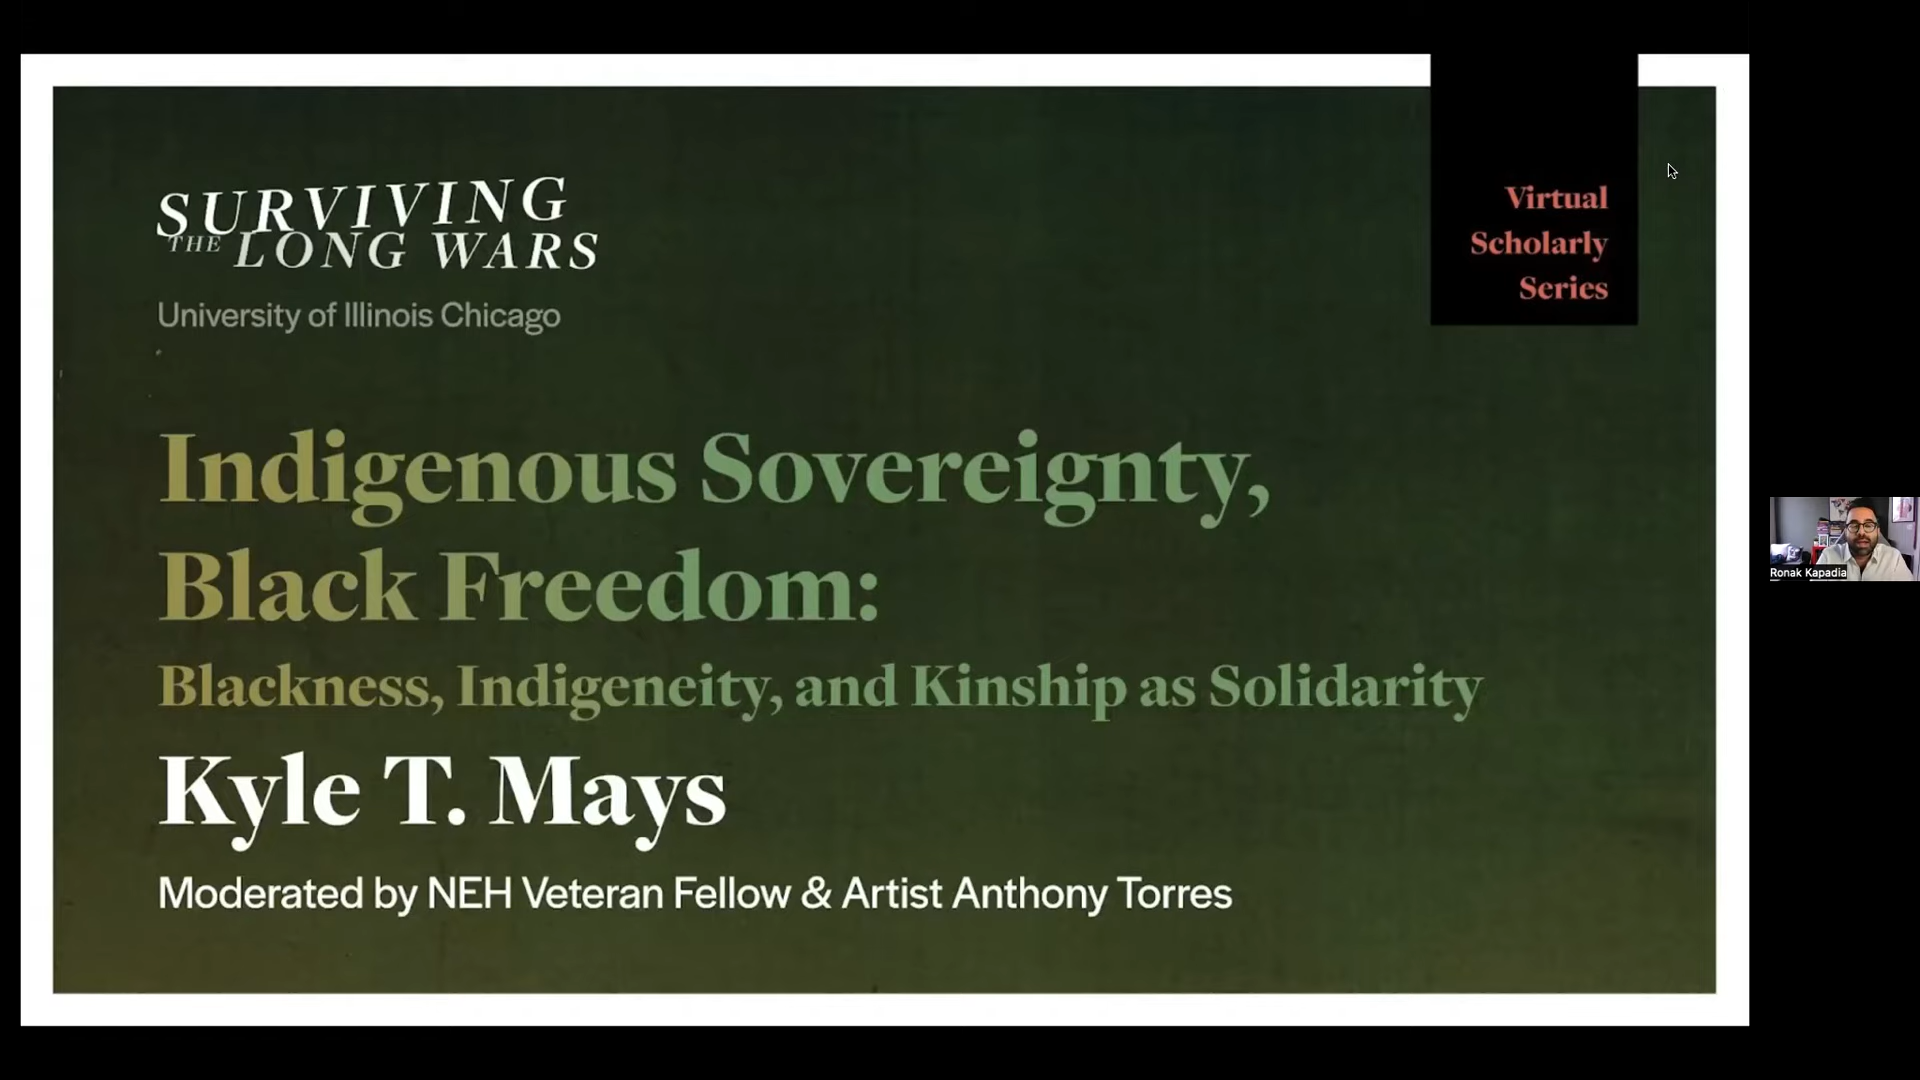 SURVIVING
THE LONG WARS
University of Illinois Chicago
Virtual
Scholarly
Series
Indigenous Sovereignty,
Black Freedom:
Blackness, Indigeneity, and Kinship as Solidarity
Kyle T. Mays
Moderated by NEH Veteran Fellow & Artist Anthony Torres
Ronak Kapadia